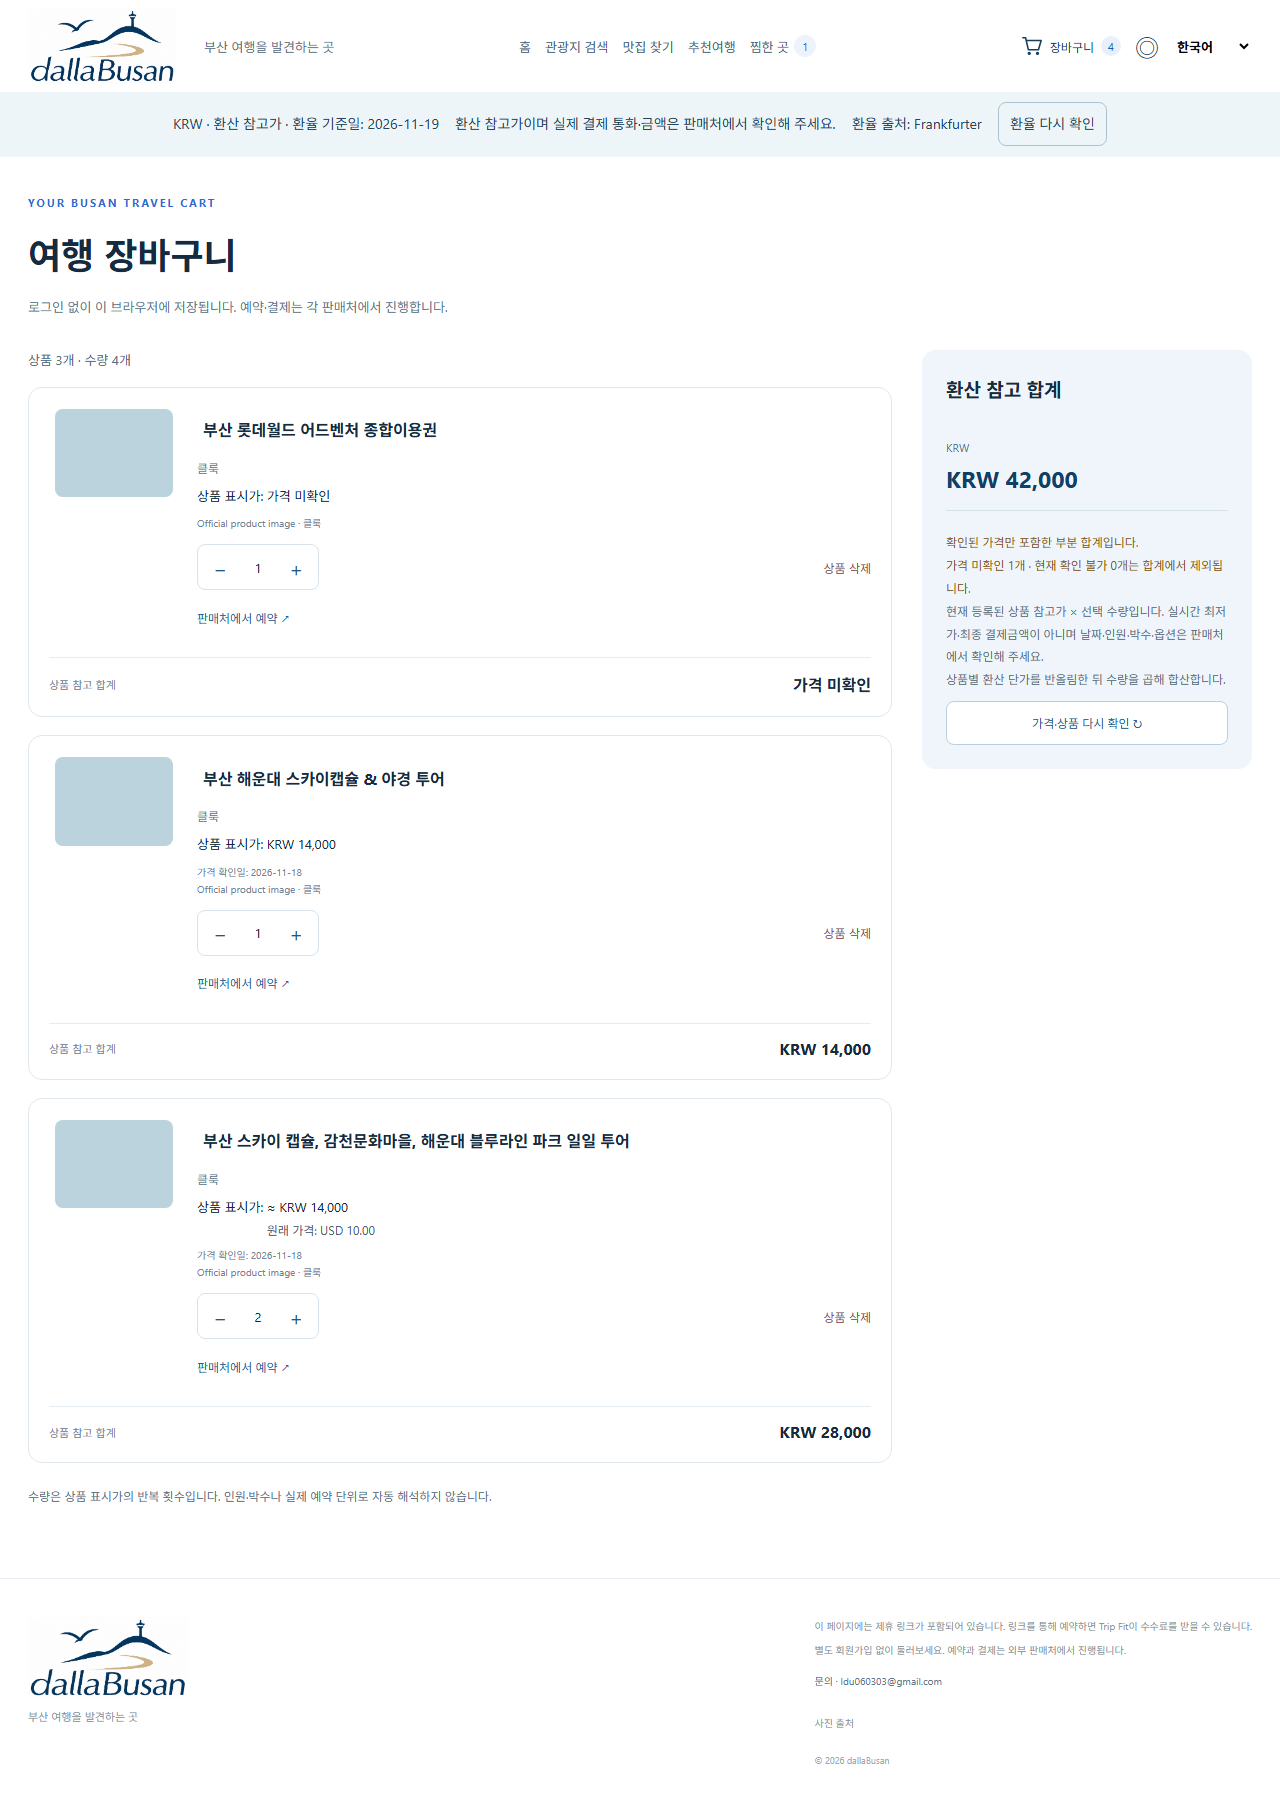 dallaBusan
부산 여행을 발견하는 곳
홈 관광지 검색 맛집 찾기 추천여행 찜한 곳 1
장바구니 4
한국어
KRW · 환산 참고가 · 환율 기준일: 2026-11-19 환산 참고가이며 실제 결제 통화·금액은 판매처에서 확인해 주세요. 환율 출처: Frankfurter 환율 다시 확인
YOUR BUSAN TRAVEL CART
여행 장바구니
로그인 없이 이 브라우저에 저장됩니다. 예약·결제는 각 판매처에서 진행합니다.
상품 3개 · 수량 4개
부산 롯데월드 어드벤처 종합이용권
클룩
상품 표시가: 가격 미확인
Official product image · 클룩
− 1 +
상품 삭제
판매처에서 예약 ↗
상품 참고 합계
가격 미확인
부산 해운대 스카이캡슐 & 야경 투어
클룩
상품 표시가: KRW 14,000
가격 확인일: 2026-11-18
Official product image · 클룩
− 1 +
상품 삭제
판매처에서 예약 ↗
상품 참고 합계
KRW 14,000
부산 스카이 캡슐, 감천문화마을, 해운대 블루라인 파크 일일 투어
클룩
상품 표시가: ≈ KRW 14,000
원래 가격: USD 10.00
가격 확인일: 2026-11-18
Official product image · 클룩
− 2 +
상품 삭제
판매처에서 예약 ↗
상품 참고 합계
KRW 28,000
수량은 상품 표시가의 반복 횟수입니다. 인원·박수나 실제 예약 단위로 자동 해석하지 않습니다.
환산 참고 합계
KRW
KRW 42,000
확인된 가격만 포함한 부분 합계입니다.
가격 미확인 1개 · 현재 확인 불가 0개는 합계에서 제외됩
니다.
현재 등록된 상품 참고가 × 선택 수량입니다. 실시간 최저
가·최종 결제금액이 아니며 날짜·인원·박수·옵션은 판매처
에서 확인해 주세요.
상품별 환산 단가를 반올림한 뒤 수량을 곱해 합산합니다.
가격·상품 다시 확인 ↻
dallaBusan
부산 여행을 발견하는 곳
이 페이지에는 제휴 링크가 포함되어 있습니다. 링크를 통해 예약하면 Trip Fit이 수수료를 받을 수 있습니다.
별도 회원가입 없이 둘러보세요. 예약과 결제는 외부 판매처에서 진행됩니다.
문의 · ldu060303@gmail.com
사진 출처
© 2026 dallaBusan